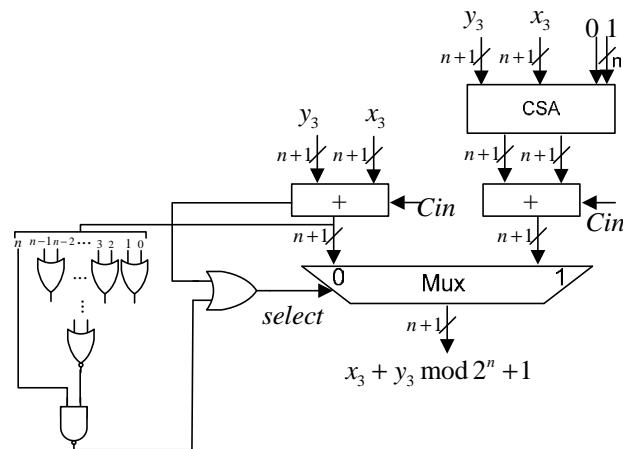 y₃ x₃ 0 1
n+1 n+1 n
CSA
y₃ x₃
n+1 n+1 n+1 n+1
+ Cin + Cin
n n−1 n−2 ⋯ 3 2 1 0
n+1 n+1
0 Mux 1
⋯
⋮
select
n+1
x₃ + y₃ mod 2ⁿ + 1